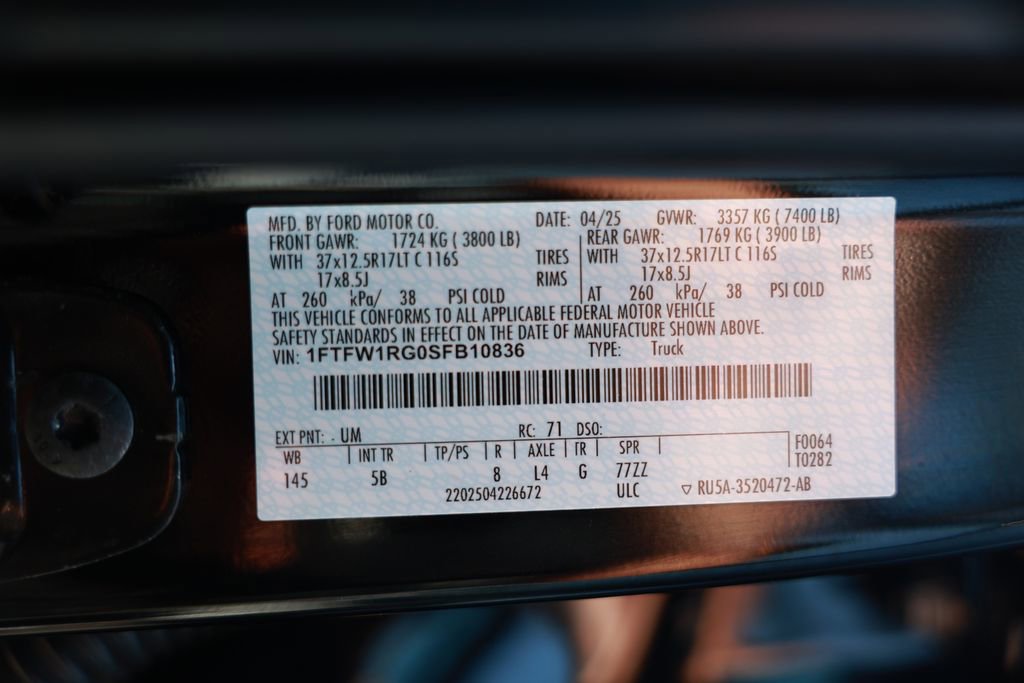 MFD. BY FORD MOTOR CO. DATE: 04/25 GVWR: 3357 KG ( 7400 LB)
FRONT GAWR: 1724 KG ( 3800 LB) REAR GAWR: 1769 KG ( 3900 LB)
WITH 37x12.5R17LT C 116S TIRES WITH 37x12.5R17LT C 116S TIRES
17x8.5J RIMS 17x8.5J RIMS
AT 260 kPa/ 38 PSI COLD AT 260 kPa/ 38 PSI COLD
THIS VEHICLE CONFORMS TO ALL APPLICABLE FEDERAL MOTOR VEHICLE
SAFETY STANDARDS IN EFFECT ON THE DATE OF MANUFACTURE SHOWN ABOVE.
VIN: 1FTFW1RG0SFB10836 TYPE: Truck
EXT PNT: UM RC: 71 DSO:
WB INT TR TP/PS R AXLE TR SPR F0064
145 5B 8 L4 G 77ZZ T0282
2202504226672 ULC ▽ RU5A-3520472-AB